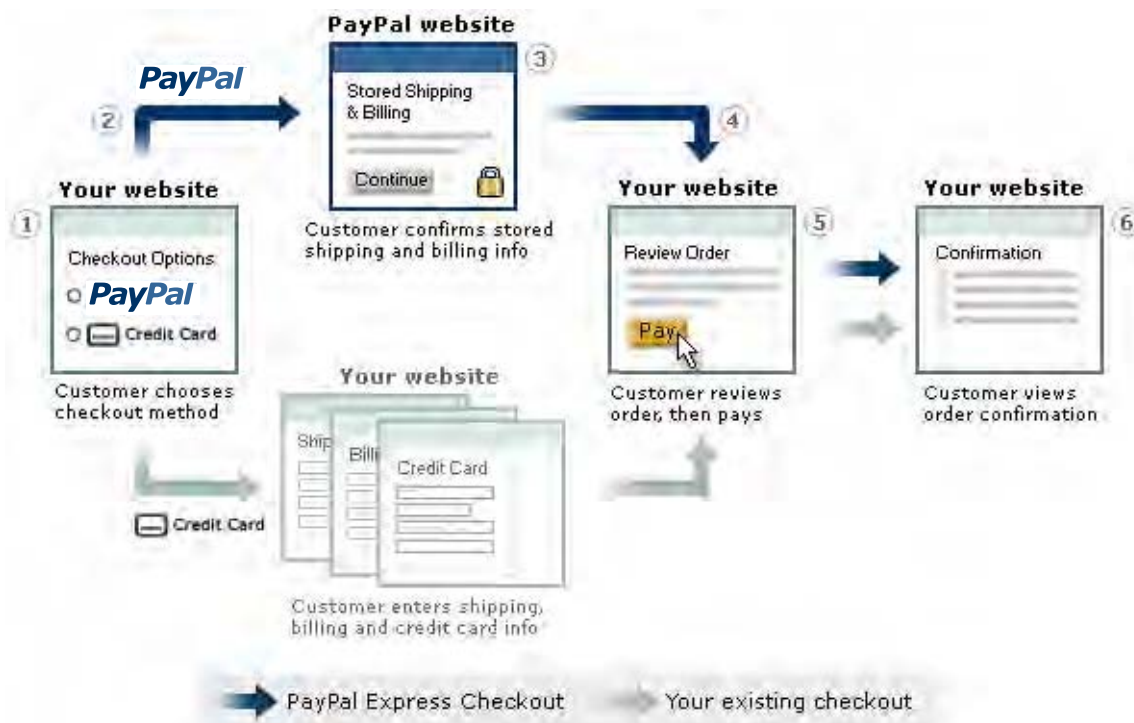 PayPal website
3
PayPal
Stored Shipping
& Billing
2
4
Continue
Your website
Your website
Your website
1
Customer confirms stored
shipping and billing info
5
6
Checkout Options
Review Order
Confirmation
PayPal
Credit Card
Pay
Your website
Customer chooses
checkout method
Customer reviews
order, then pays
Customer views
order confirmation
Ship
Billi
Credit Card
Credit Card
Customer enters shipping,
billing and credit card info
PayPal Express Checkout
Your existing checkout